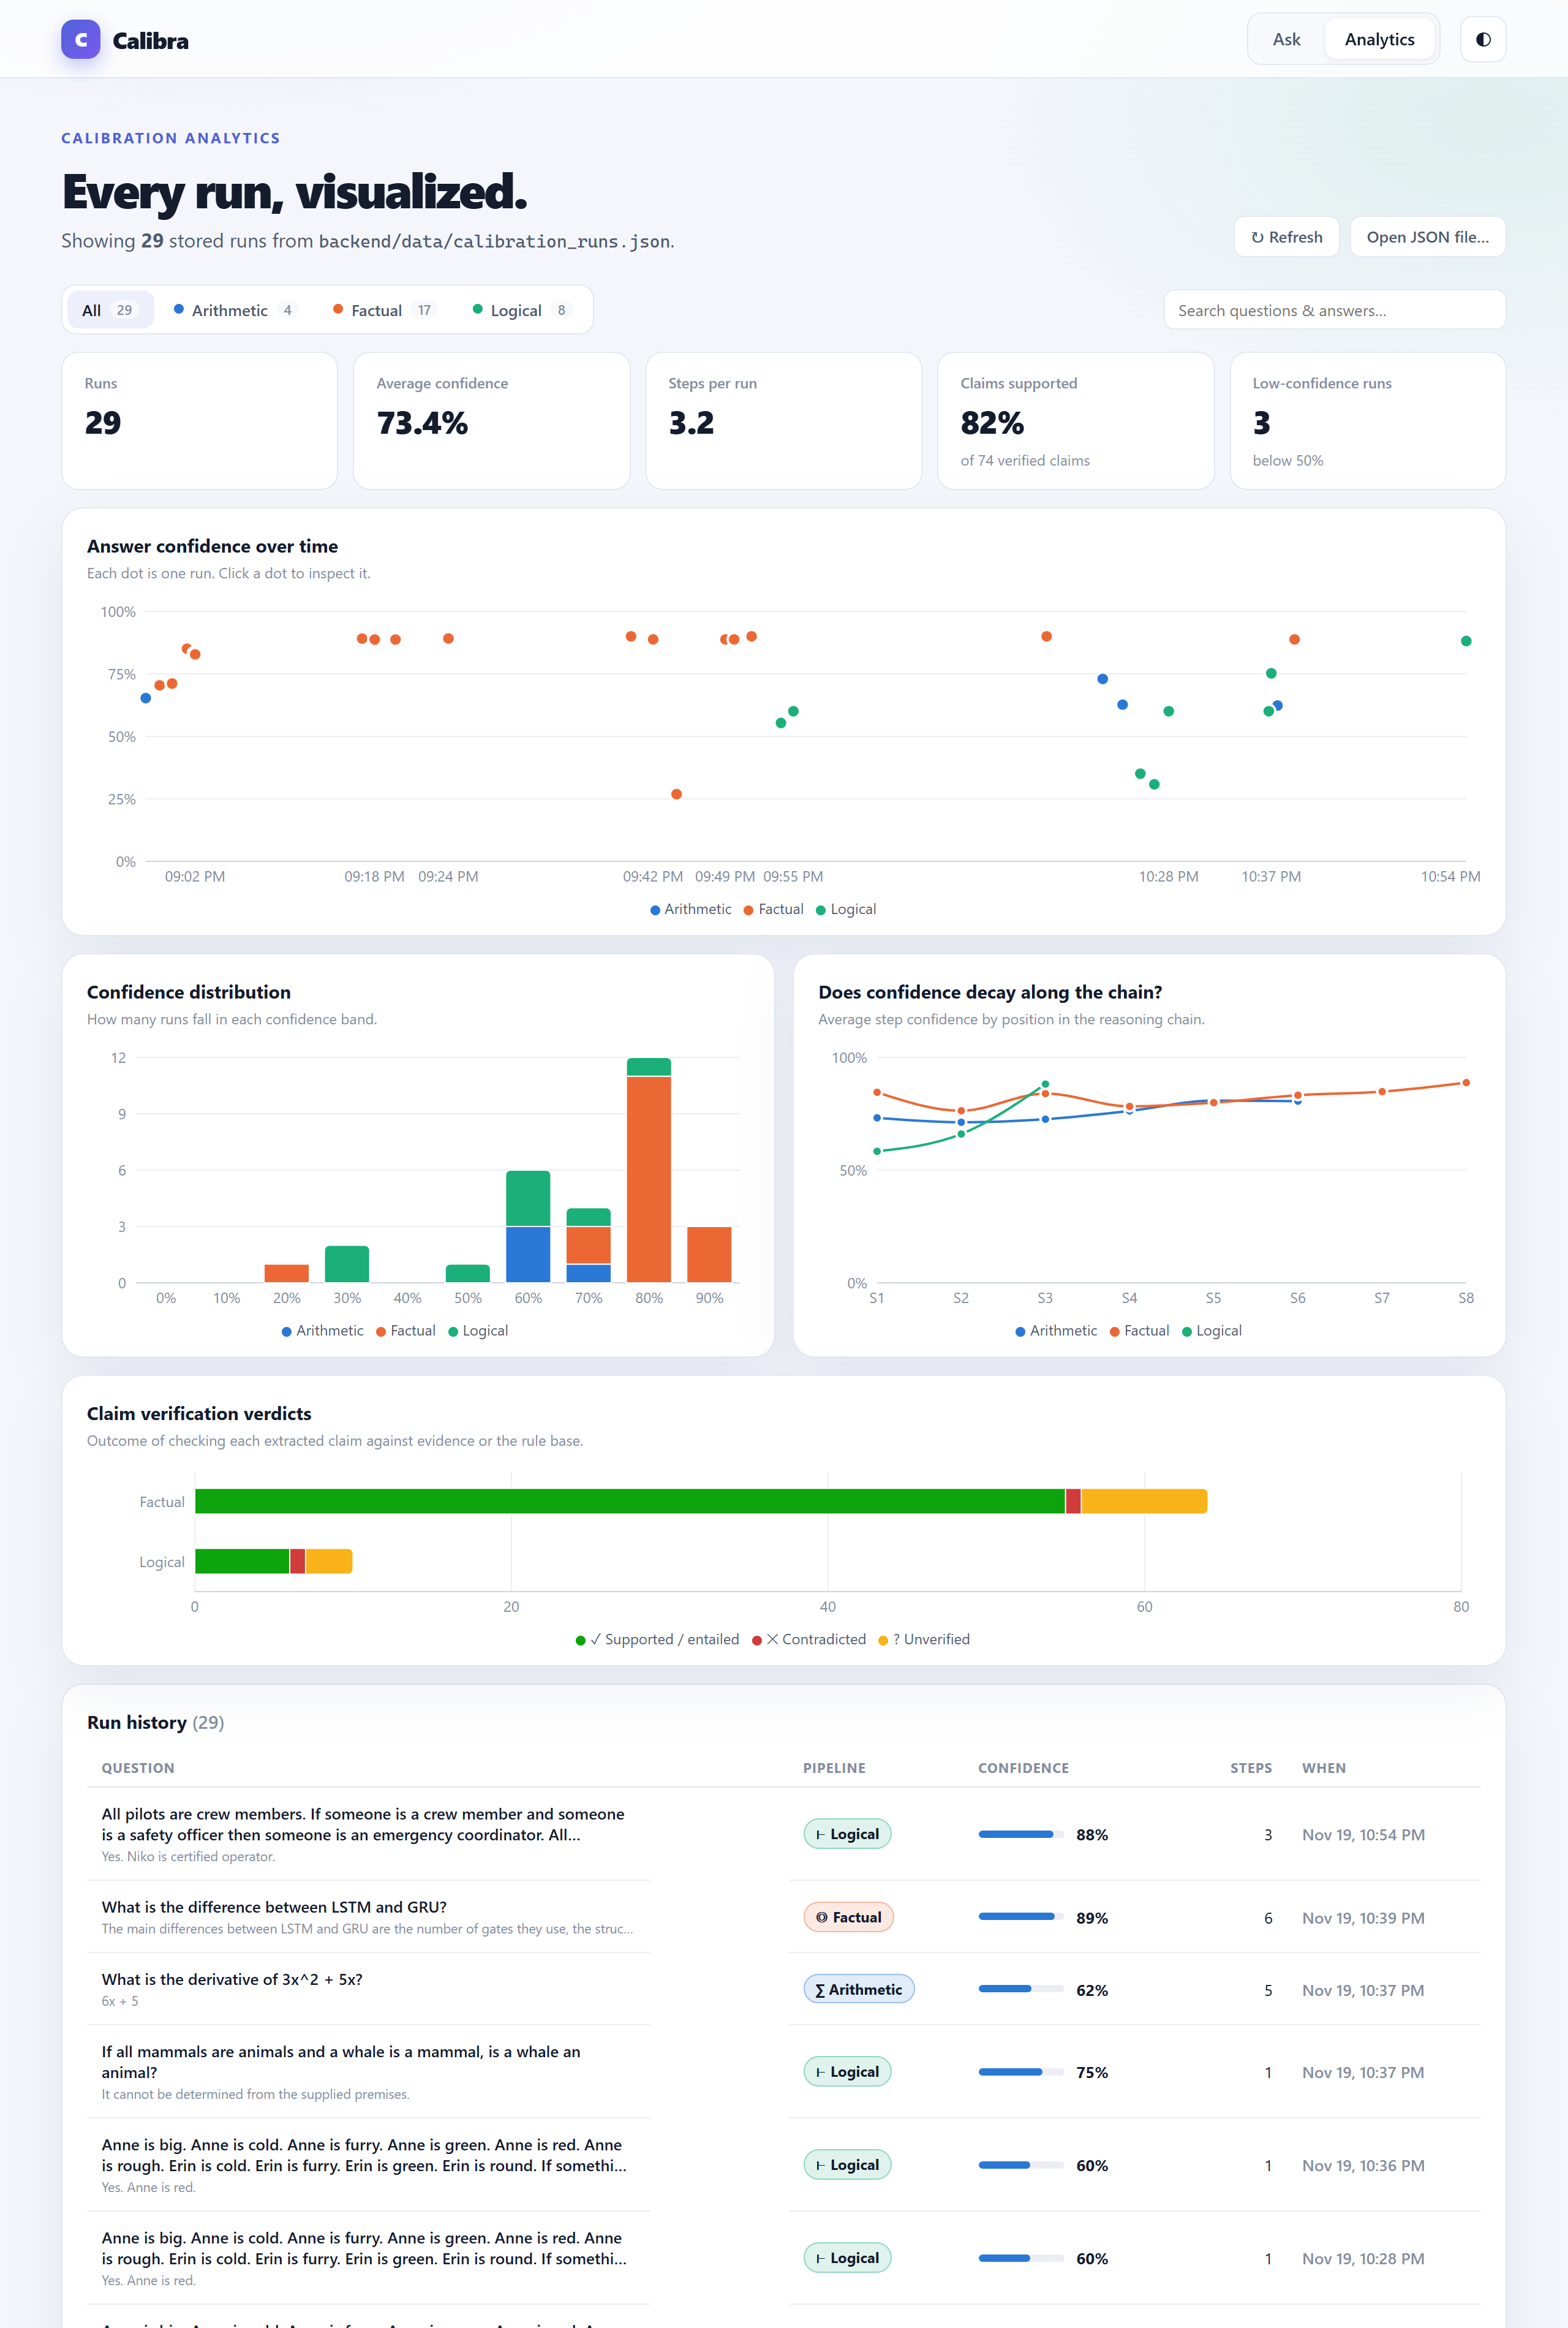 C Calibra
Ask Analytics
CALIBRATION ANALYTICS
Every run, visualized.
Showing 29 stored runs from backend/data/calibration_runs.json.
↻ Refresh Open JSON file...
All 29 Arithmetic 4 Factual 17 Logical 8
Search questions & answers...
Runs
29
Average confidence
73.4%
Steps per run
3.2
Claims supported
82%
of 74 verified claims
Low-confidence runs
3
below 50%
Answer confidence over time
Each dot is one run. Click a dot to inspect it.
100%
75%
50%
25%
0%
09:02 PM 09:18 PM 09:24 PM 09:42 PM 09:49 PM 09:55 PM 10:28 PM 10:37 PM 10:54 PM
Arithmetic Factual Logical
Confidence distribution
How many runs fall in each confidence band.
12
9
6
3
0
0% 10% 20% 30% 40% 50% 60% 70% 80% 90%
Arithmetic Factual Logical
Does confidence decay along the chain?
Average step confidence by position in the reasoning chain.
100%
50%
0%
S1 S2 S3 S4 S5 S6 S7 S8
Arithmetic Factual Logical
Claim verification verdicts
Outcome of checking each extracted claim against evidence or the rule base.
Factual
Logical
0 20 40 60 80
✓ Supported / entailed ✕ Contradicted ? Unverified
Run history (29)
QUESTION PIPELINE CONFIDENCE STEPS WHEN
All pilots are crew members. If someone is a crew member and someone
is a safety officer then someone is an emergency coordinator. All...
Yes. Niko is certified operator.
⊢ Logical 88% 3 Nov 19, 10:54 PM
What is the difference between LSTM and GRU?
The main differences between LSTM and GRU are the number of gates they use, the struc...
Factual 89% 6 Nov 19, 10:39 PM
What is the derivative of 3x^2 + 5x?
6x + 5
∑ Arithmetic 62% 5 Nov 19, 10:37 PM
If all mammals are animals and a whale is a mammal, is a whale an
animal?
It cannot be determined from the supplied premises.
⊢ Logical 75% 1 Nov 19, 10:37 PM
Anne is big. Anne is cold. Anne is furry. Anne is green. Anne is red. Anne
is rough. Erin is cold. Erin is furry. Erin is green. Erin is round. If somethi...
Yes. Anne is red.
⊢ Logical 60% 1 Nov 19, 10:36 PM
Anne is big. Anne is cold. Anne is furry. Anne is green. Anne is red. Anne
is rough. Erin is cold. Erin is furry. Erin is green. Erin is round. If somethi...
Yes. Anne is red.
⊢ Logical 60% 1 Nov 19, 10:28 PM